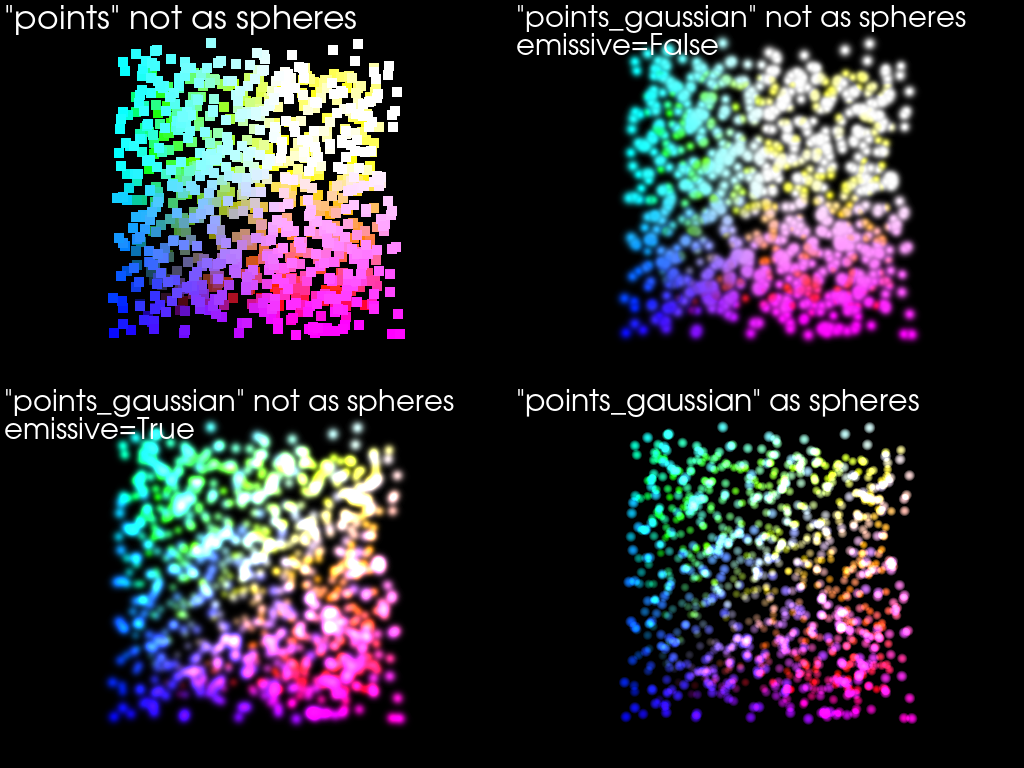 "points" not as spheres
"points_gaussian" not as spheres
emissive=False
"points_gaussian" not as spheres
emissive=True
"points_gaussian" as spheres